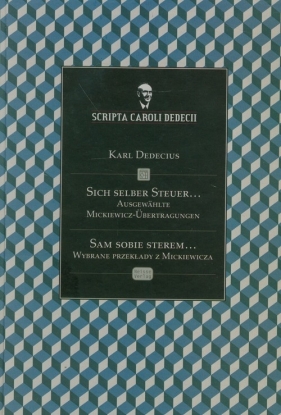 SCRIPTA CAROLI DEDECII
KARL DEDECIUS
SICH SELBER STEUER...
AUSGEWÄHLTE
MICKIEWICZ-ÜBERTRAGUNGEN
SAM SOBIE STEREM...
WYBRANE PRZEKŁADY Z MICKIEWICZA